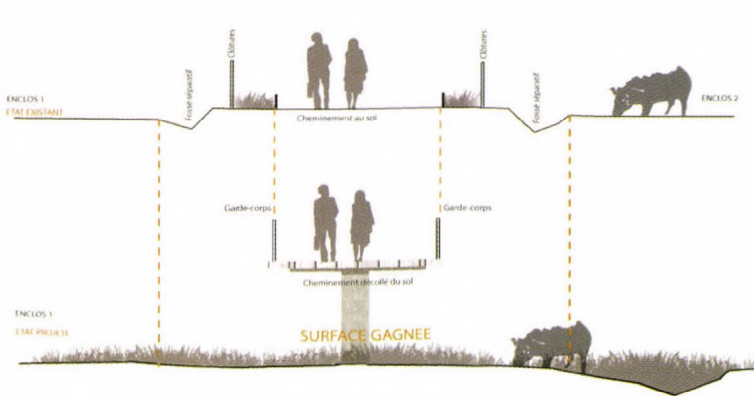 Clôtures
Clôtures
Fossé séparatif
Fossé séparatif
ENCLOS 1
ETAT EXISTANT
ENCLOS 2
Cheminement au sol
Garde-corps
Garde-corps
Cheminement décollé du sol
ENCLOS 1
ETAT PROJETE
SURFACE GAGNEE